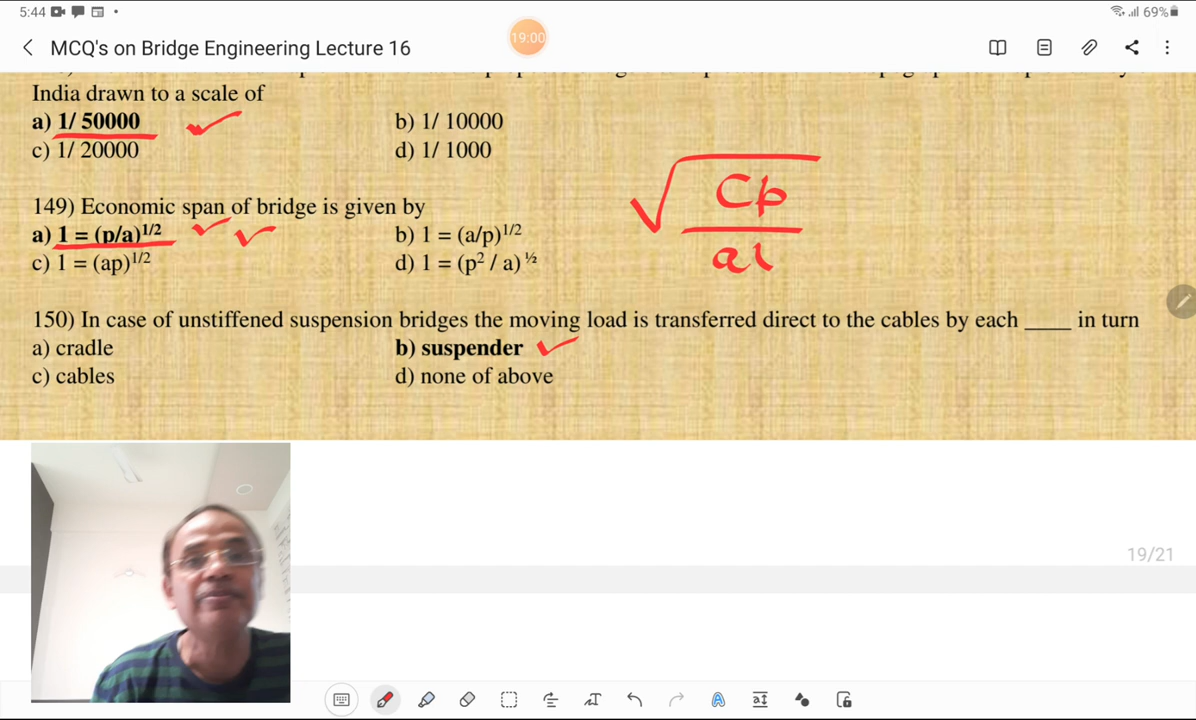 5:44 69%
MCQ's on Bridge Engineering Lecture 16
19:00
India drawn to a scale of
a) 1/ 50000 b) 1/ 10000
c) 1/ 20000 d) 1/ 1000
149) Economic span of bridge is given by
a) l = (p/a)^1/2 b) l = (a/p)^1/2
c) l = (ap)^1/2 d) l = (p² / a)^½
Cp
al
150) In case of unstiffened suspension bridges the moving load is transferred direct to the cables by each ____ in turn
a) cradle b) suspender
c) cables d) none of above
19/21